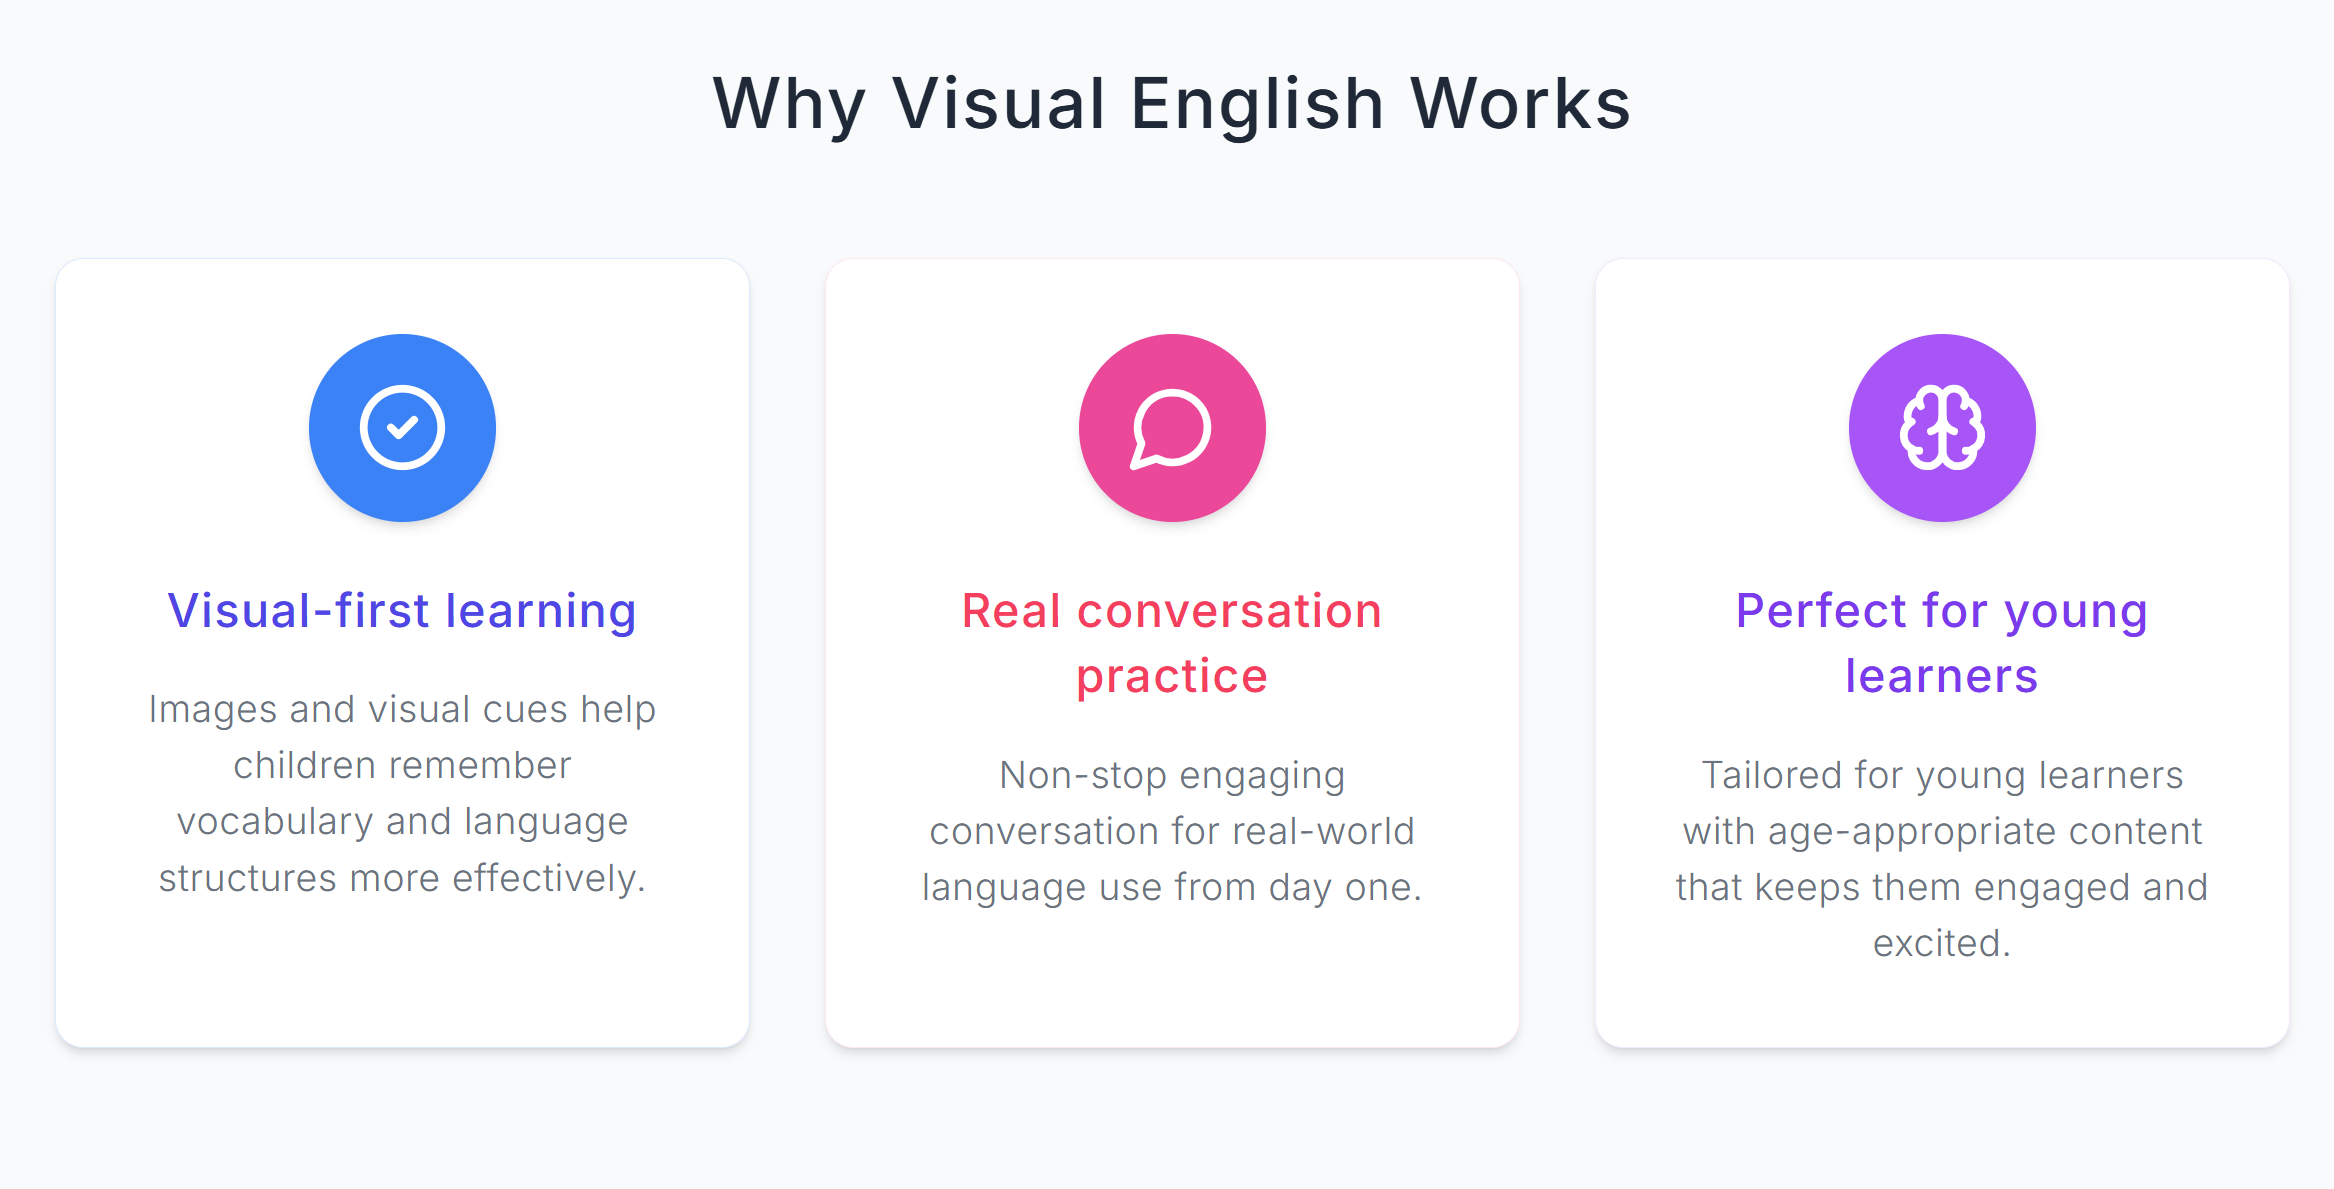 Why Visual English Works
Visual-first learning
Images and visual cues help
children remember
vocabulary and language
structures more effectively.
Real conversation
practice
Non-stop engaging
conversation for real-world
language use from day one.
Perfect for young
learners
Tailored for young learners
with age-appropriate content
that keeps them engaged and
excited.